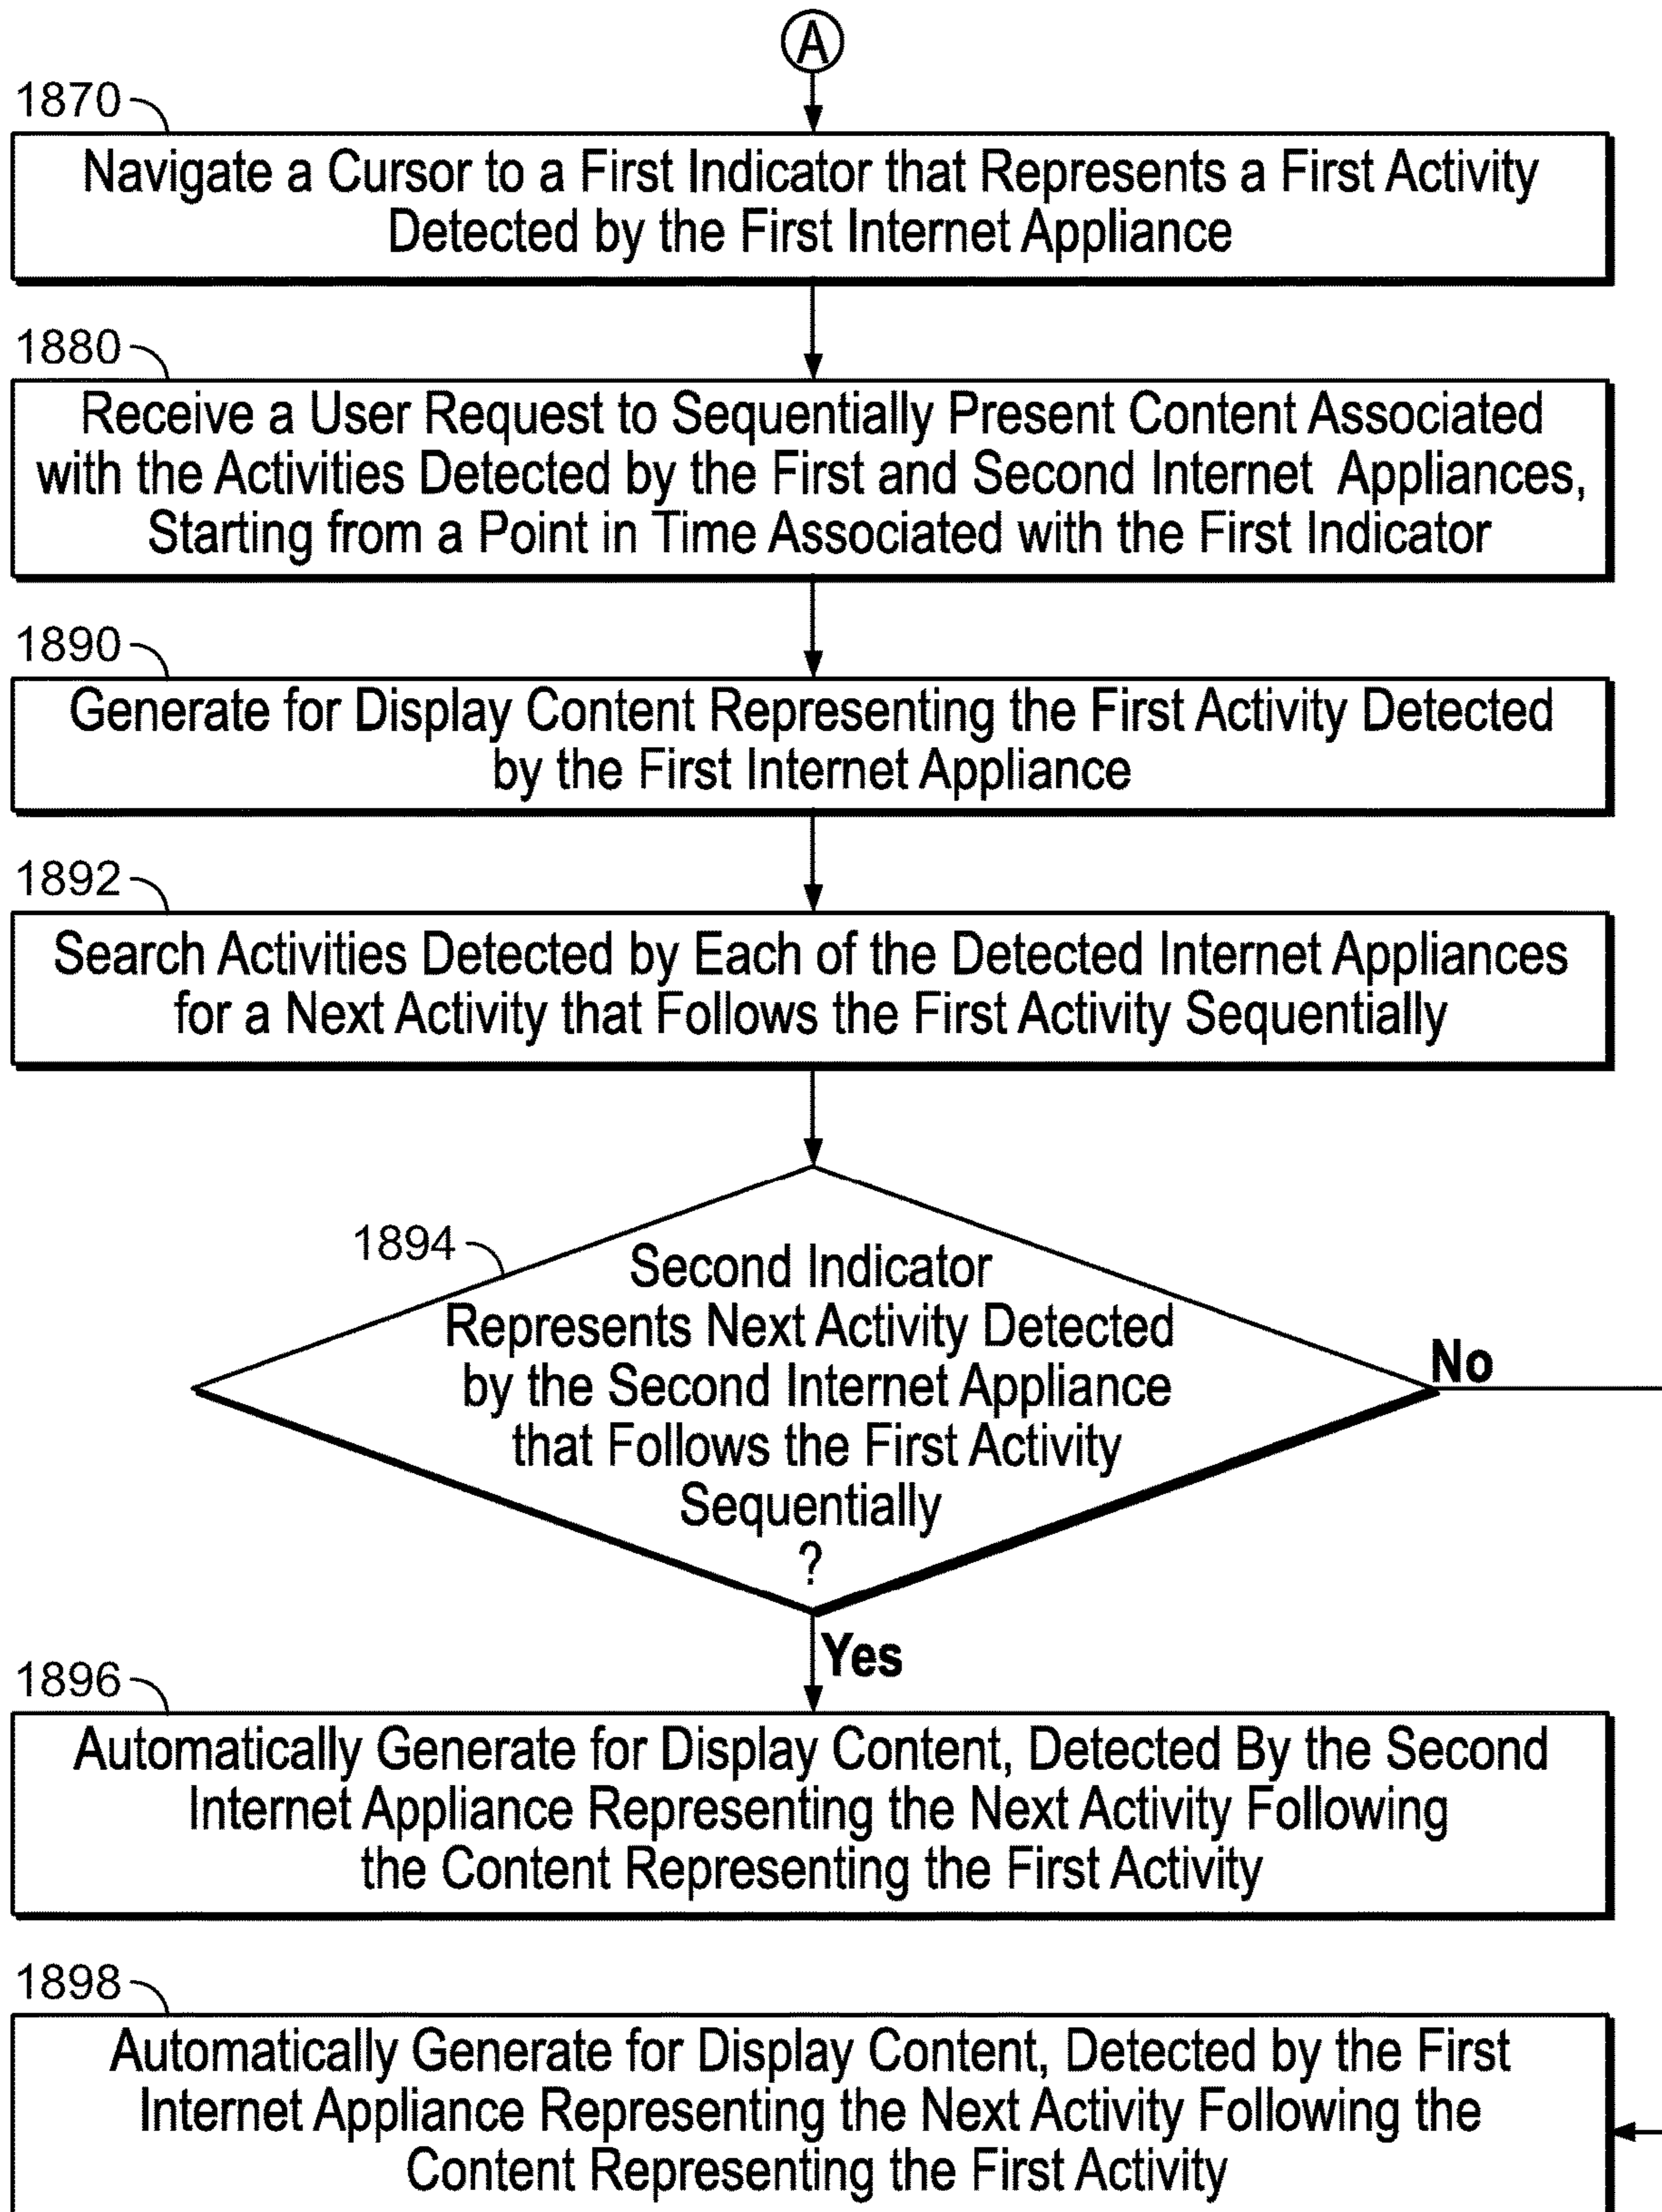 A
1870
Navigate a Cursor to a First Indicator that Represents a First Activity
Detected by the First Internet Appliance
1880
Receive a User Request to Sequentially Present Content Associated
with the Activities Detected by the First and Second Internet Appliances,
Starting from a Point in Time Associated with the First Indicator
1890
Generate for Display Content Representing the First Activity Detected
by the First Internet Appliance
1892
Search Activities Detected by Each of the Detected Internet Appliances
for a Next Activity that Follows the First Activity Sequentially
1894
Second Indicator
Represents Next Activity Detected
by the Second Internet Appliance
that Follows the First Activity
Sequentially
?
No
Yes
1896
Automatically Generate for Display Content, Detected By the Second
Internet Appliance Representing the Next Activity Following
the Content Representing the First Activity
1898
Automatically Generate for Display Content, Detected by the First
Internet Appliance Representing the Next Activity Following the
Content Representing the First Activity